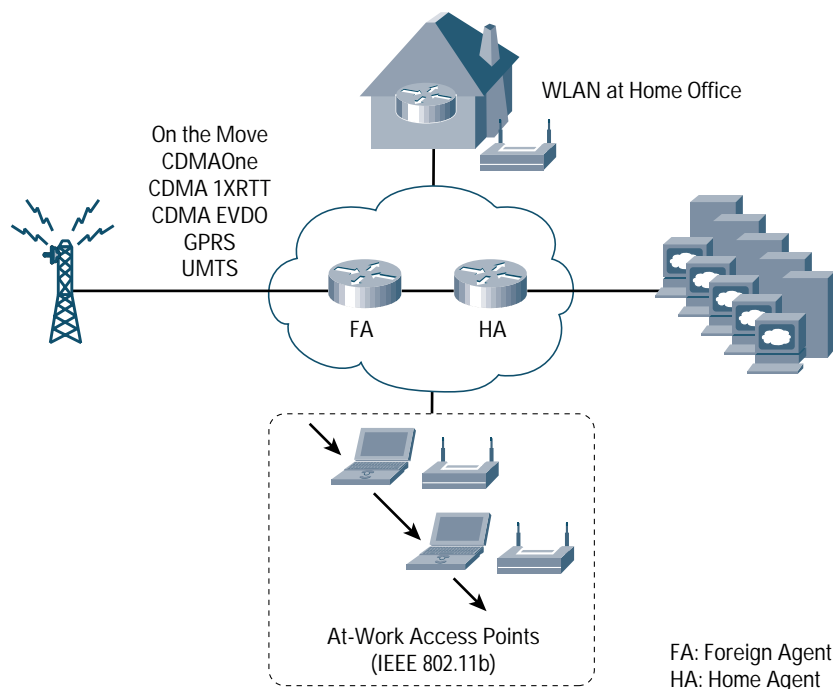 WLAN at Home Office
On the Move
CDMAOne
CDMA 1XRTT
CDMA EVDO
GPRS
UMTS
FA
HA
At-Work Access Points
(IEEE 802.11b)
FA: Foreign Agent
HA: Home Agent